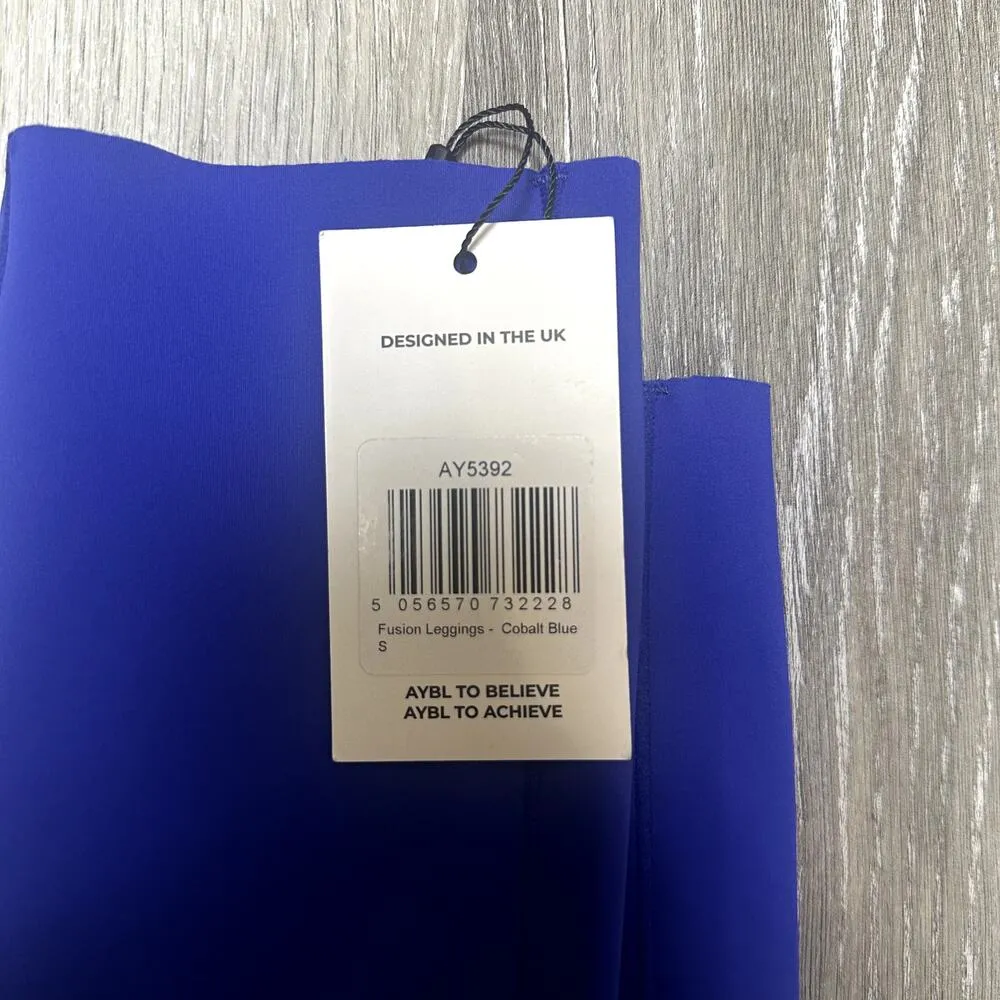 DESIGNED IN THE UK
AY5392
5 056570 732228
Fusion Leggings - Cobalt Blue
S
AYBL TO BELIEVE
AYBL TO ACHIEVE